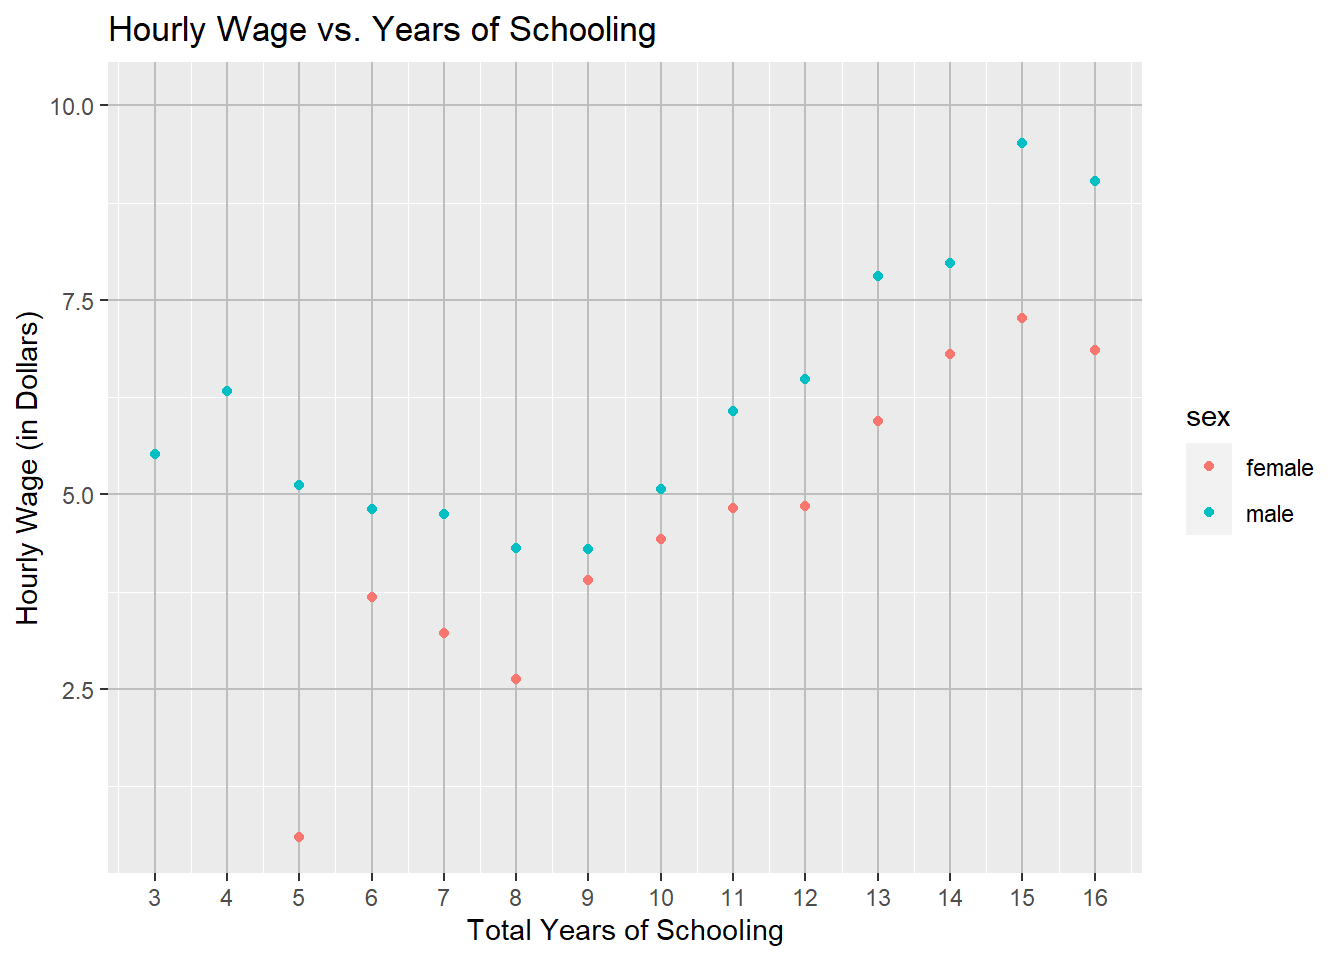 Hourly Wage vs. Years of Schooling
10.0
7.5
5.0
2.5
Hourly Wage (in Dollars)
3 4 5 6 7 8 9 10 11 12 13 14 15 16
Total Years of Schooling
sex
female
male